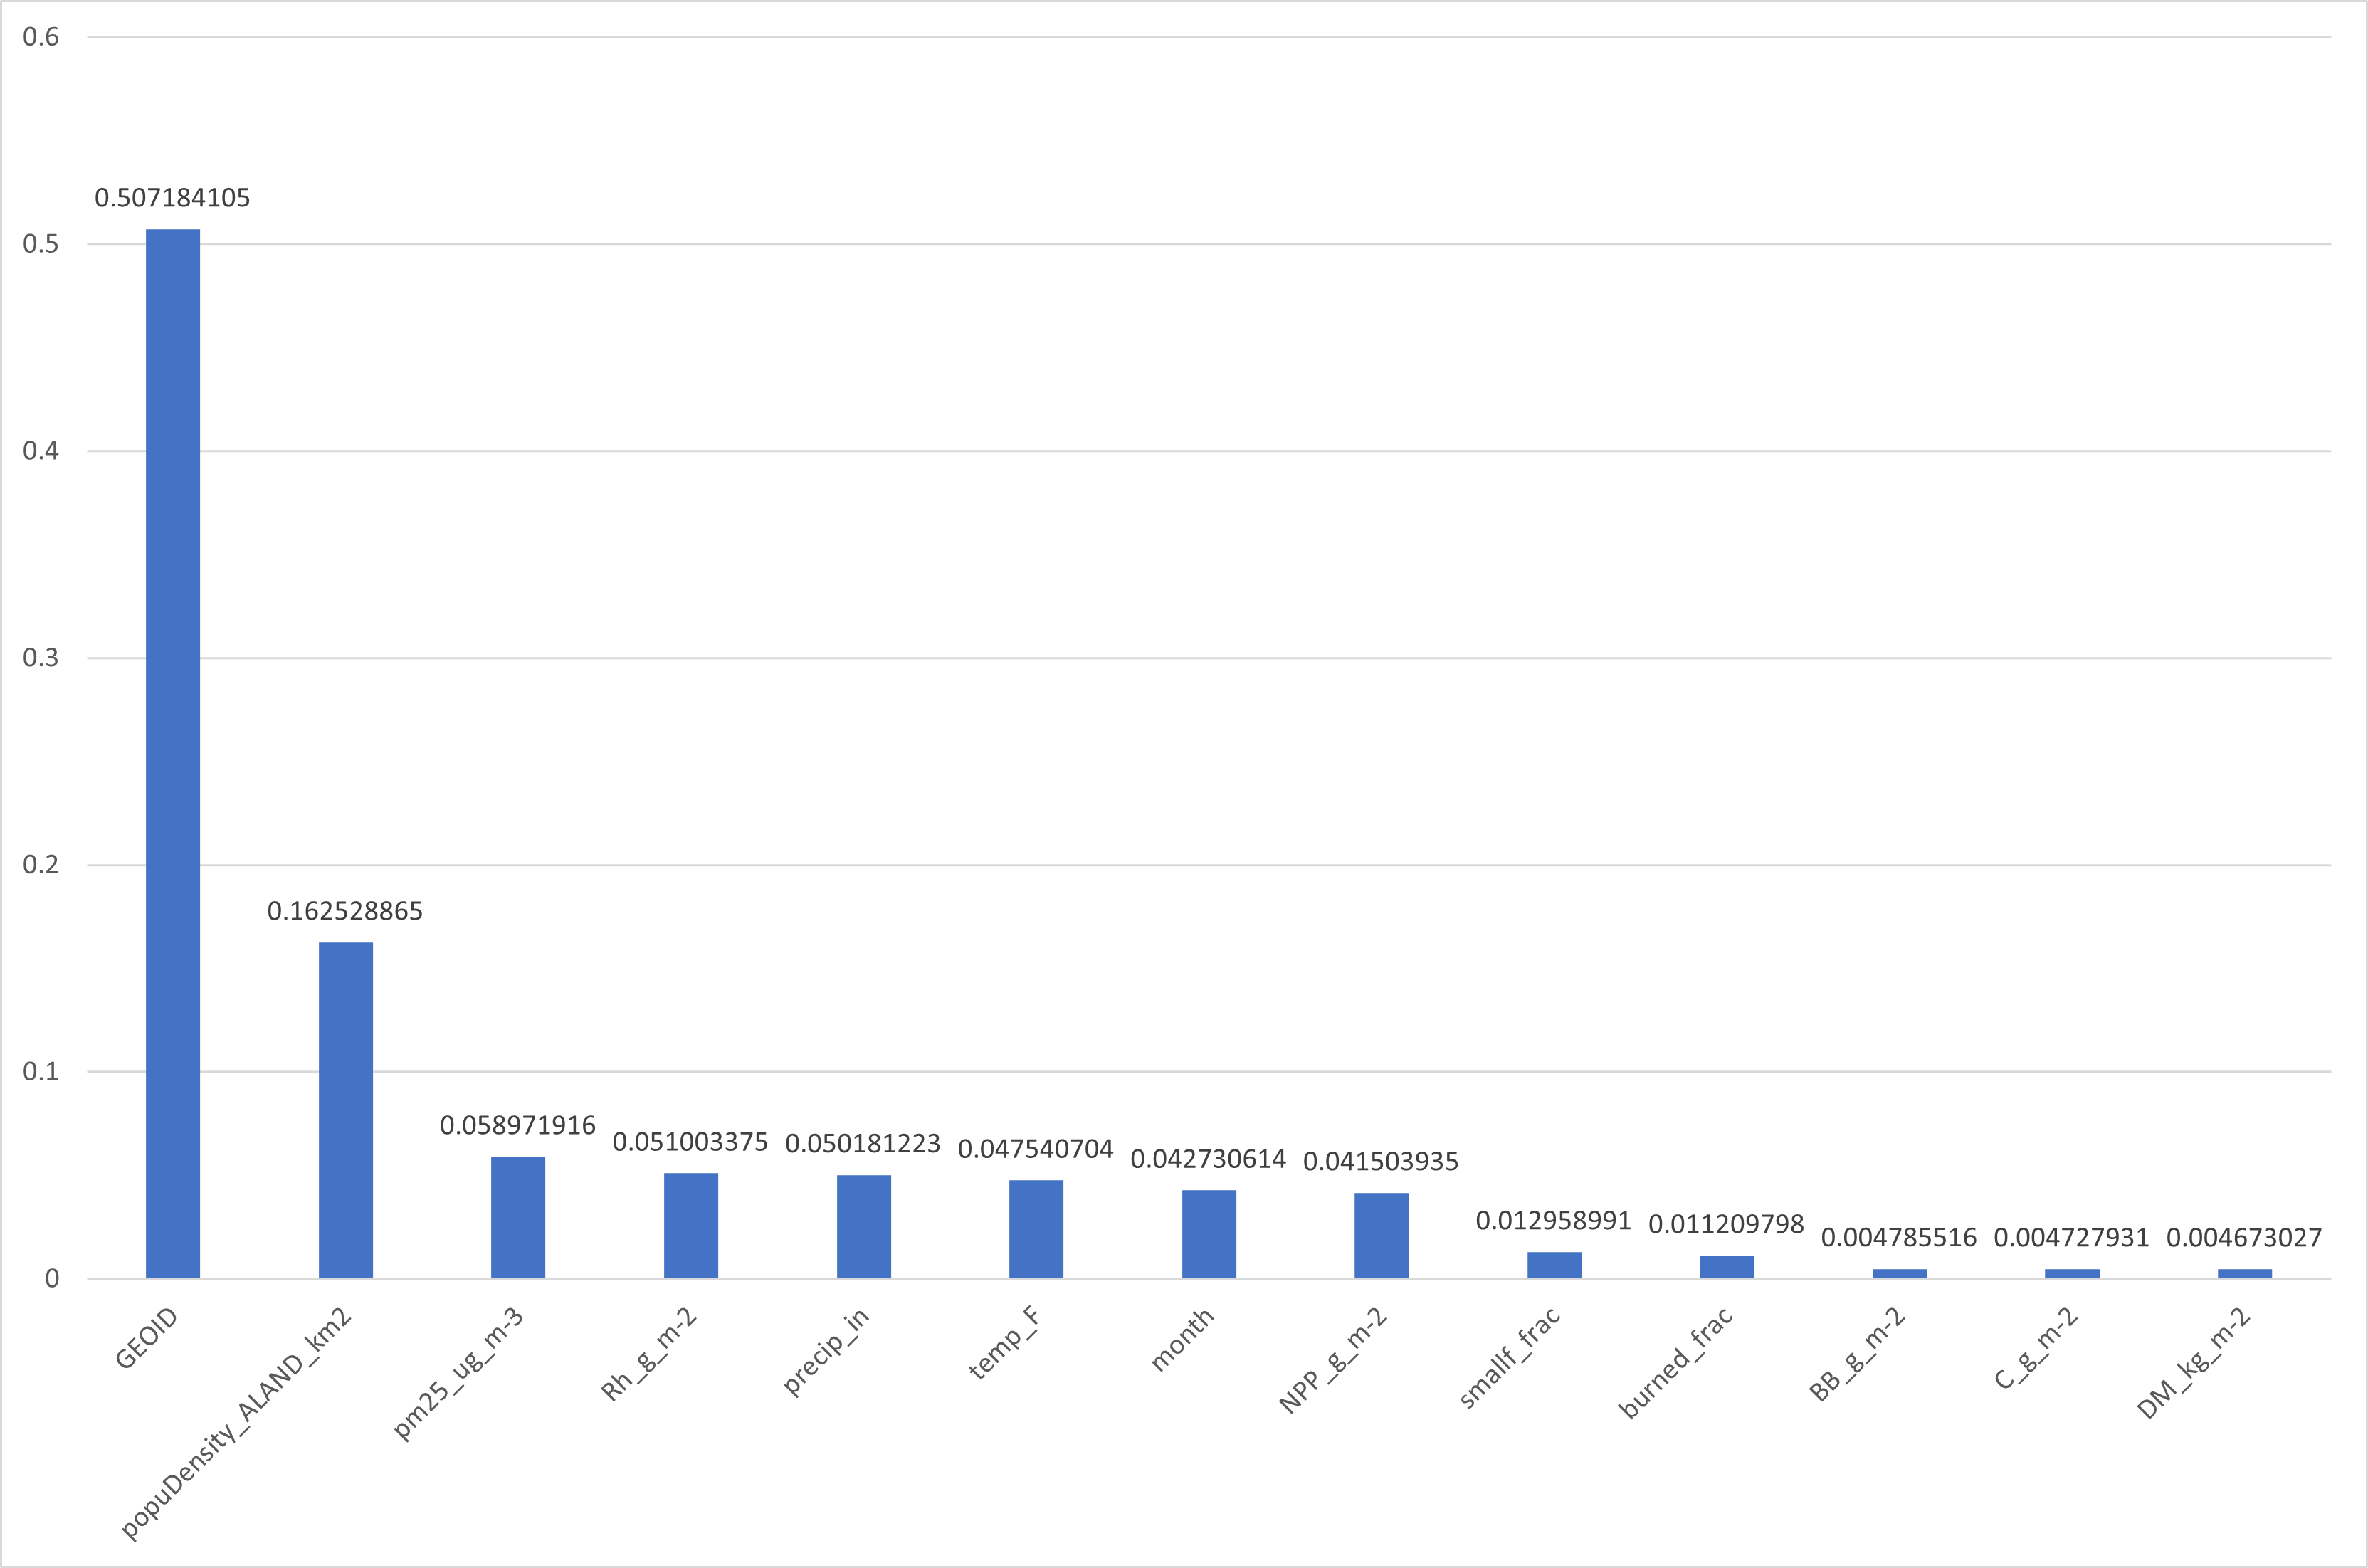 0.6
0.5
0.4
0.3
0.2
0.1
0
0.507184105
0.162528865
0.058971916
0.051003375
0.050181223
0.047540704
0.042730614
0.041503935
0.012958991
0.011209798
0.004785516
0.004727931
0.004673027
GEOID
popuDensity_ALAND_km2
pm25_ug_m-3
Rh_g_m-2
precip_in
temp_F
month
NPP_g_m-2
smallf_frac
burned_frac
BB_g_m-2
C_g_m-2
DM_kg_m-2